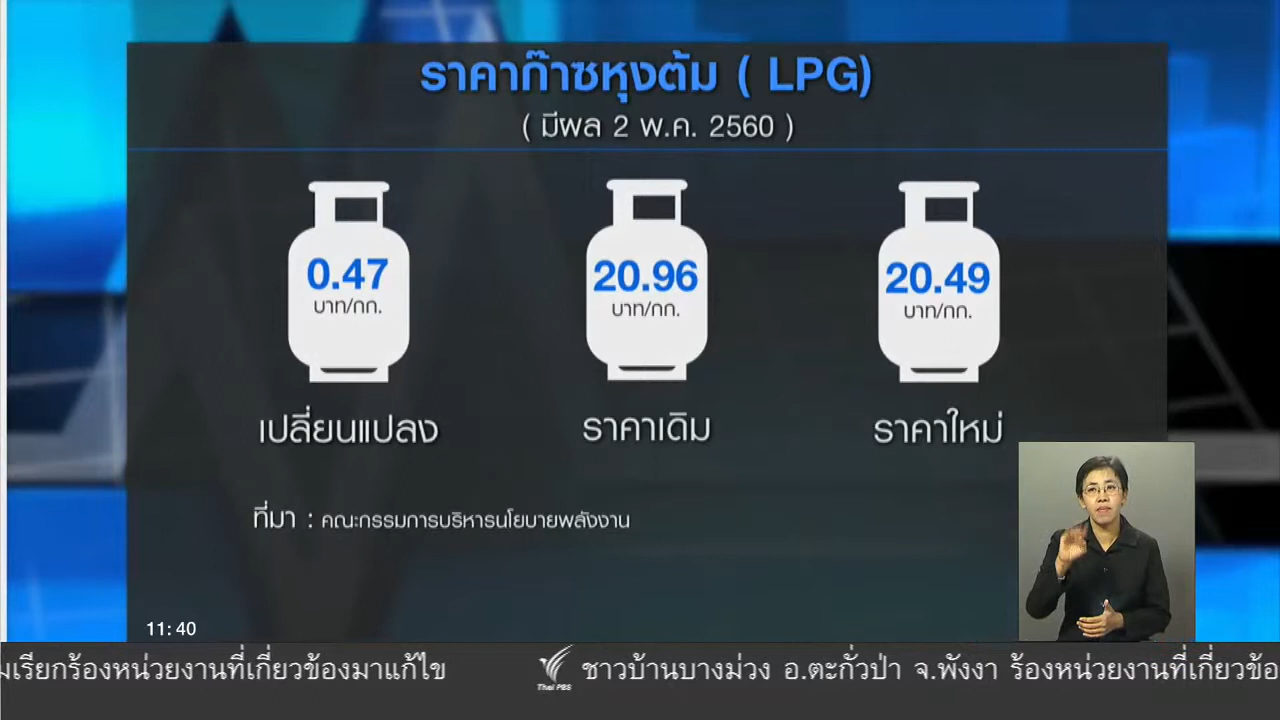 ราคาก๊าซหุงต้ม ( LPG)
( มีผล 2 พ.ค. 2560 )
0.47
บาท/กก.
เปลี่ยนแปลง
20.96
บาท/กก.
ราคาเดิม
20.49
บาท/กก.
ราคาใหม่
ที่มา : คณะกรรมการบริหารนโยบายพลังงาน
11:40
มเรียกร้องหน่วยงานที่เกี่ยวข้องมาแก้ไข
Thai PBS
ชาวบ้านบางม่วง อ.ตะกั่วป่า จ.พังงา ร้องหน่วยงานที่เกี่ยวข้อ